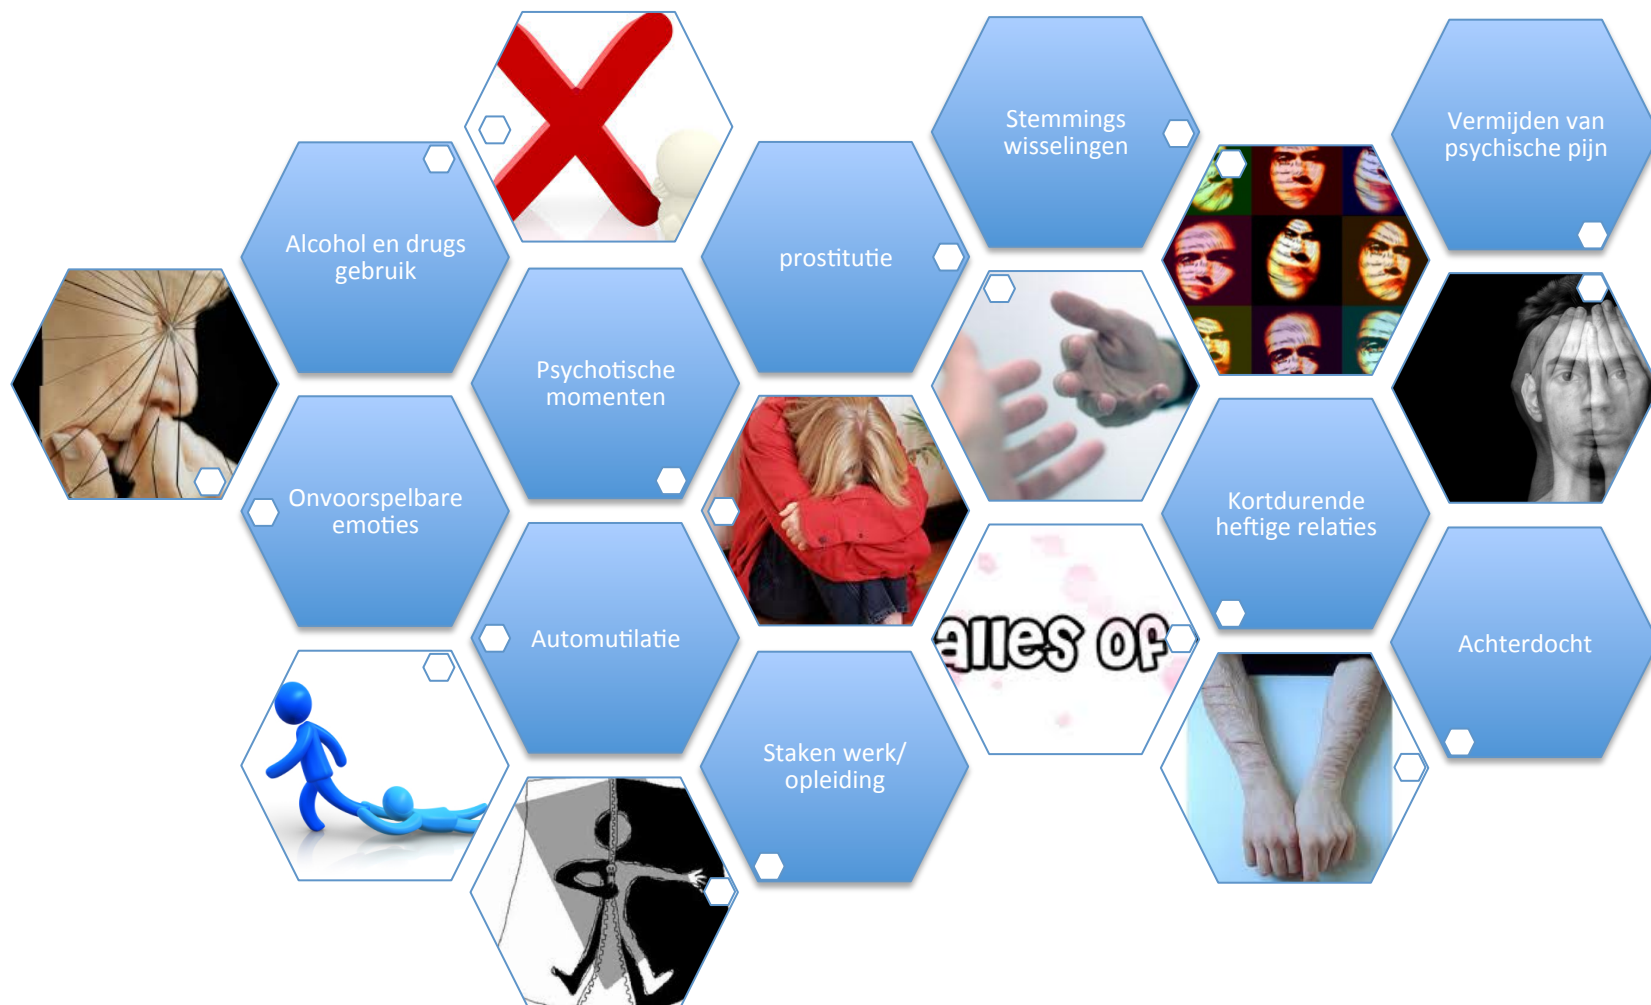 Stemmings
wisselingen
Vermijden van
psychische pijn
Alcohol en drugs
gebruik
prostitutie
Psychotische
momenten
Onvoorspelbare
emoties
Kortdurende
heftige relaties
Automutilatie
alles of
Achterdocht
Staken werk/
opleiding